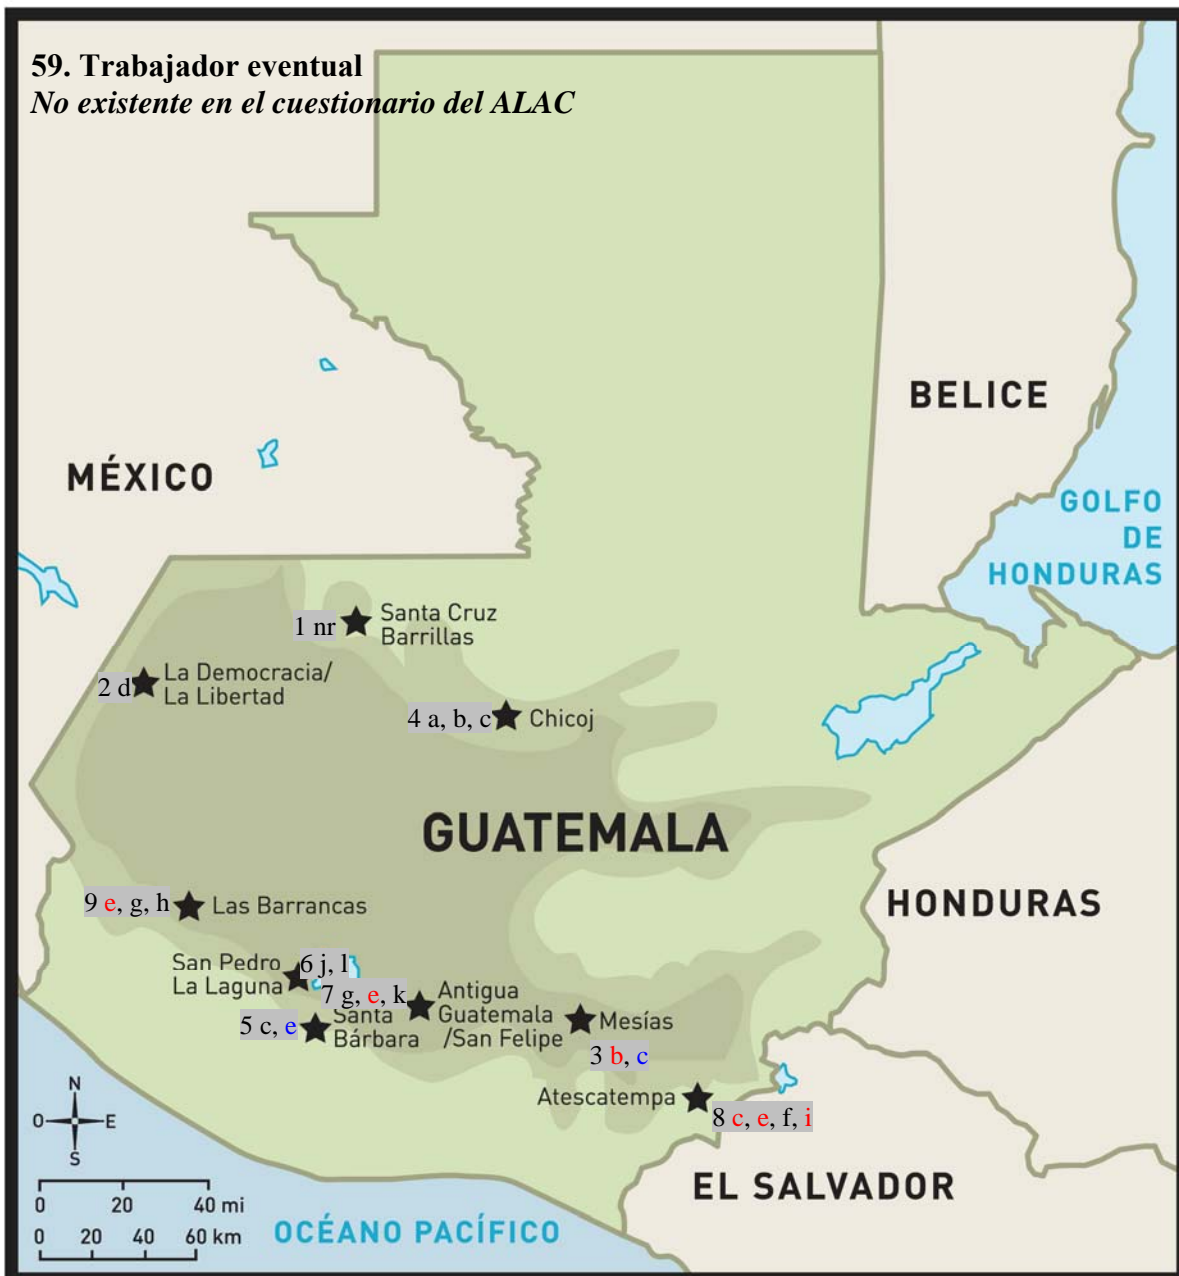 59. Trabajador eventual
No existente en el cuestionario del ALAC
BELICE
MÉXICO
GOLFO
DE
HONDURAS
1 nr
Santa Cruz
Barrillas
2 d
La Democracia/
La Libertad
4 a, b, c
Chicoj
GUATEMALA
9 e, g, h
Las Barrancas
HONDURAS
San Pedro
La Laguna
6 j, l
7 g, e, k
Antigua
Guatemala
/San Felipe
5 c, e
Santa
Bárbara
Mesías
3 b, c
Atescatempa
8 c, e, f, i
N
O
E
S
EL SALVADOR
0 20 40 mi
0 20 40 60 km
OCÉANO PACÍFICO